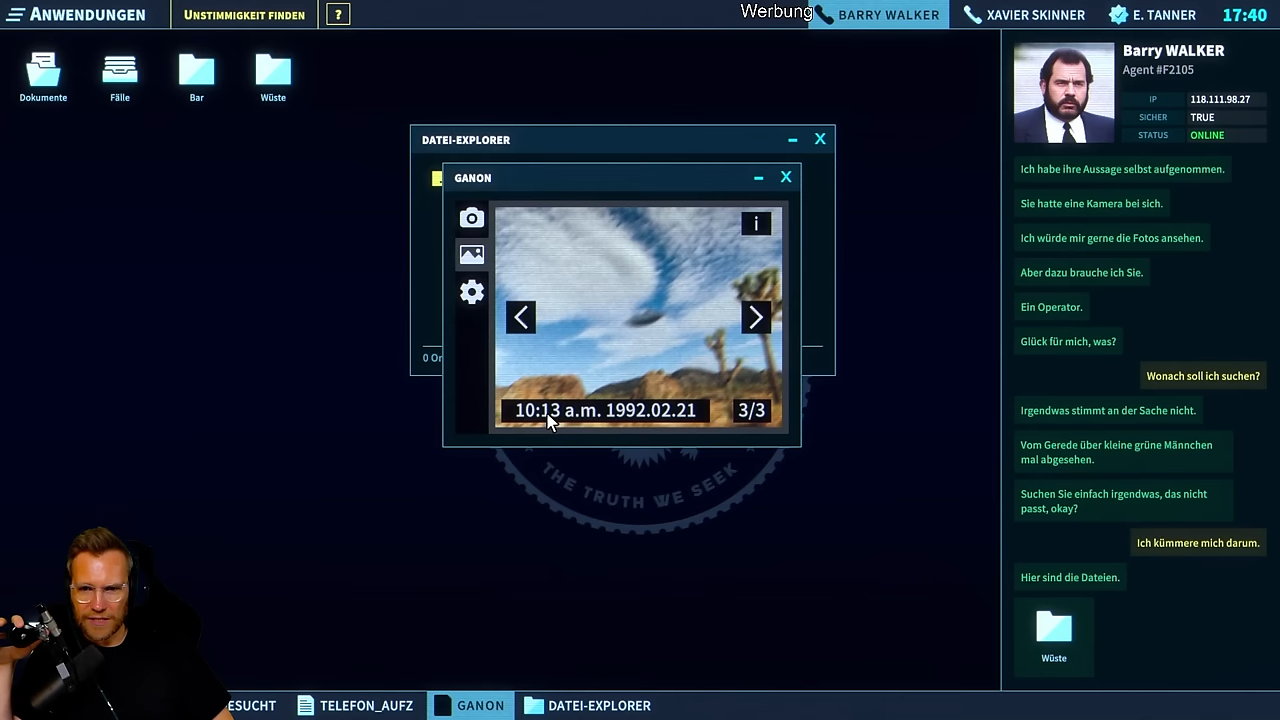 ANWENDUNGEN
UNSTIMMIGKEIT FINDEN
?
Werbung
BARRY WALKER
XAVIER SKINNER
E. TANNER
17:40
Dokumente
Fälle
Bar
Wüste
DATEI-EXPLORER
GANON
i
10:13 a.m. 1992.02.21
3/3
0 Or
THE TRUTH WE SEEK
Barry WALKER
Agent #F2105
IP 118.111.98.27
SICHER TRUE
STATUS ONLINE
Ich habe ihre Aussage selbst aufgenommen.
Sie hatte eine Kamera bei sich.
Ich würde mir gerne die Fotos ansehen.
Aber dazu brauche ich Sie.
Ein Operator.
Glück für mich, was?
Wonach soll ich suchen?
Irgendwas stimmt an der Sache nicht.
Vom Gerede über kleine grüne Männchen
mal abgesehen.
Suchen Sie einfach irgendwas, das nicht
passt, okay?
Ich kümmere mich darum.
Hier sind die Dateien.
Wüste
ESUCHT
TELEFON_AUFZ
GANON
DATEI-EXPLORER